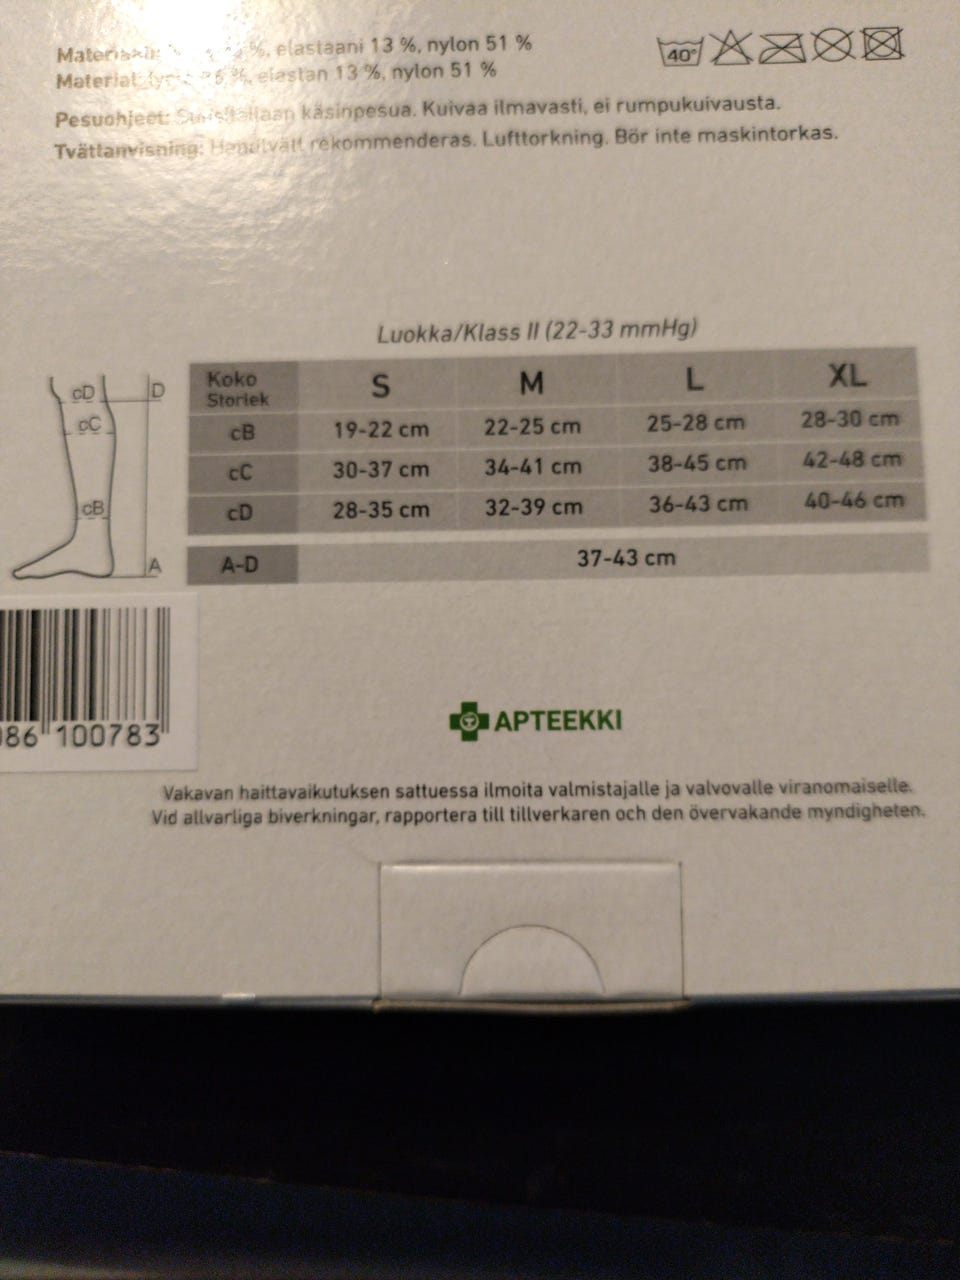 %, elastaani 13 %, nylon 51 %
Material: 36 %, elastan 13 %, nylon 51 %
40°
Pesuohjeet: Suositellaan käsinpesua. Kuivaa ilmavasti, ei rumpukuivausta.
Tvättanvisning: Handtvätt rekommenderas. Lufttorkning. Bör inte maskintorkas.
Luokka/Klass II (22-33 mmHg)
Koko Storlek S M L XL
cB 19-22 cm 22-25 cm 25-28 cm 28-30 cm
cC 30-37 cm 34-41 cm 38-45 cm 42-48 cm
cD 28-35 cm 32-39 cm 36-43 cm 40-46 cm
A-D 37-43 cm
cD D
cC
cB
A
086 100783
APTEEKKI
Vakavan haittavaikutuksen sattuessa ilmoita valmistajalle ja valvovalle viranomaiselle.
Vid allvarliga biverkningar, rapportera till tillverkaren och den övervakande myndigheten.